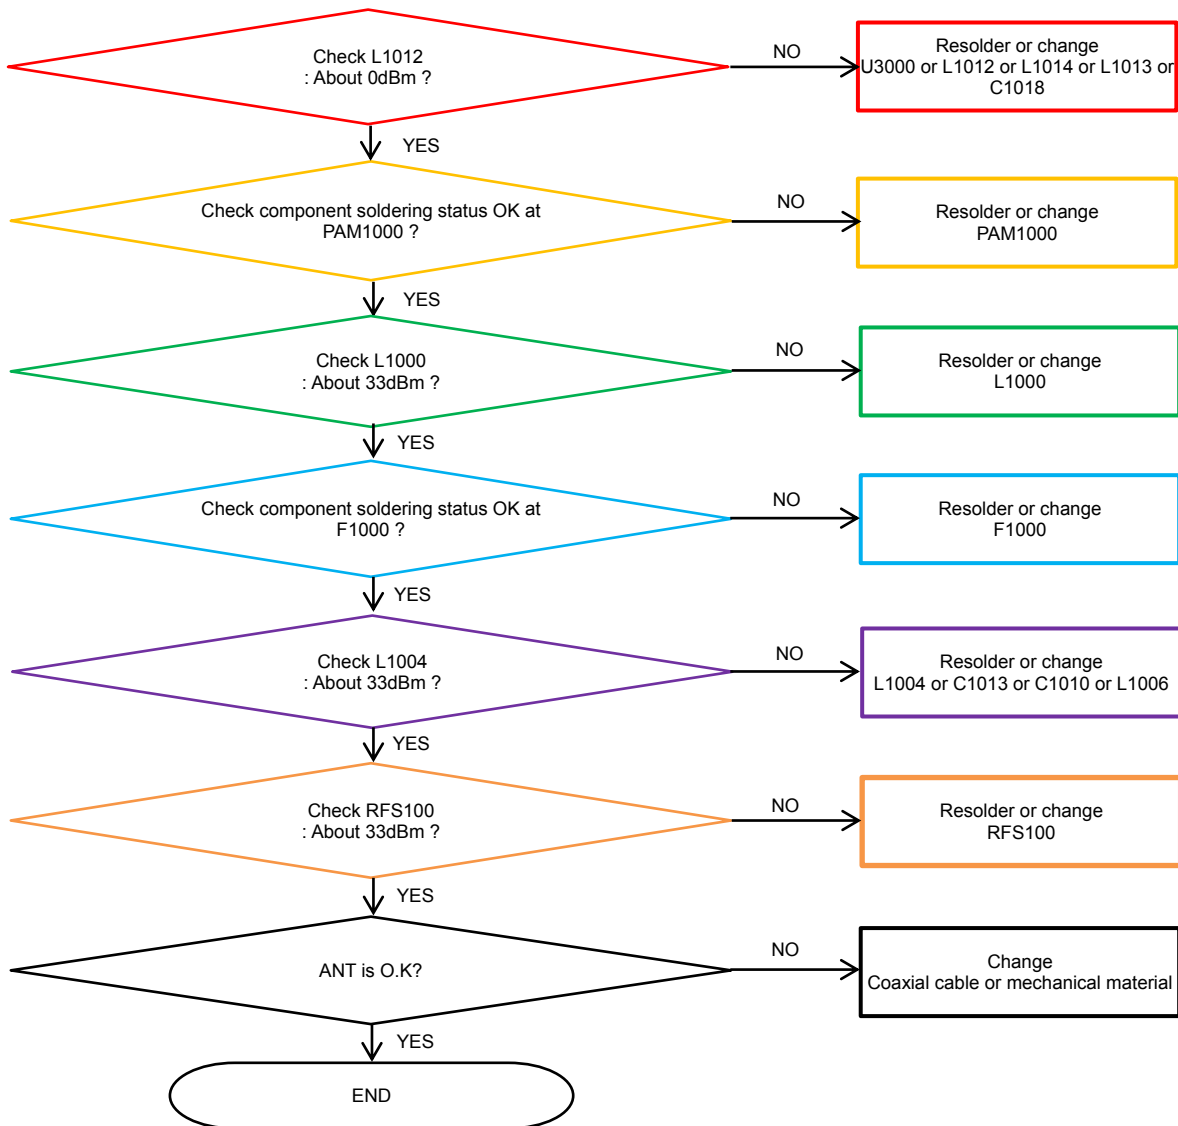 Check L1012
: About 0dBm ?
NO
Resolder or change
U3000 or L1012 or L1014 or L1013 or
C1018
YES
Check component soldering status OK at
PAM1000 ?
NO
Resolder or change
PAM1000
YES
Check L1000
: About 33dBm ?
NO
Resolder or change
L1000
YES
Check component soldering status OK at
F1000 ?
NO
Resolder or change
F1000
YES
Check L1004
: About 33dBm ?
NO
Resolder or change
L1004 or C1013 or C1010 or L1006
YES
Check RFS100
: About 33dBm ?
NO
Resolder or change
RFS100
YES
ANT is O.K?
NO
Change
Coaxial cable or mechanical material
YES
END